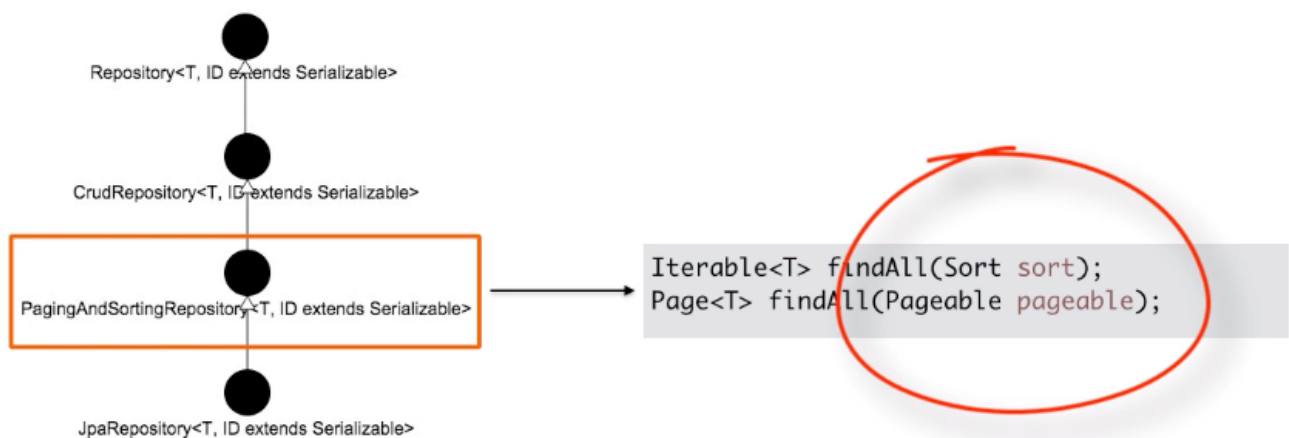 Repository<T, ID extends Serializable>
CrudRepository<T, ID extends Serializable>
PagingAndSortingRepository<T, ID extends Serializable>
JpaRepository<T, ID extends Serializable>
Iterable<T> findAll(Sort sort);
Page<T> findAll(Pageable pageable);